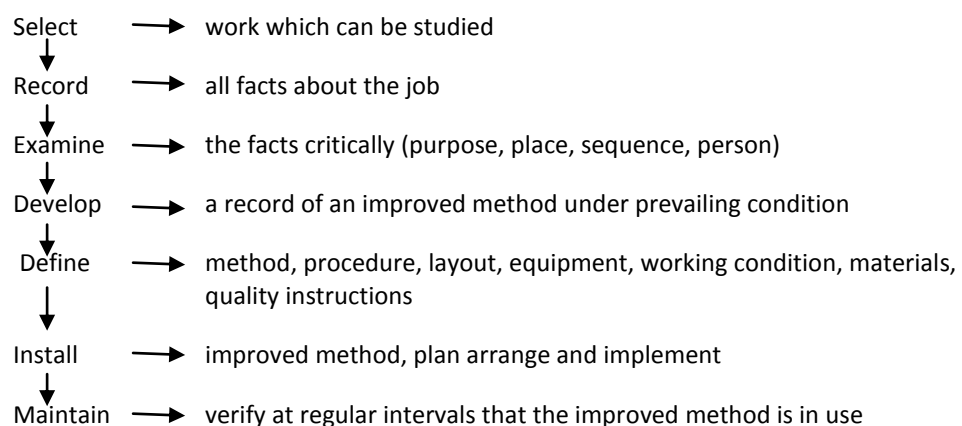 Select work which can be studied
Record all facts about the job
Examine the facts critically (purpose, place, sequence, person)
Develop a record of an improved method under prevailing condition
Define method, procedure, layout, equipment, working condition, materials,
quality instructions
Install improved method, plan arrange and implement
Maintain verify at regular intervals that the improved method is in use